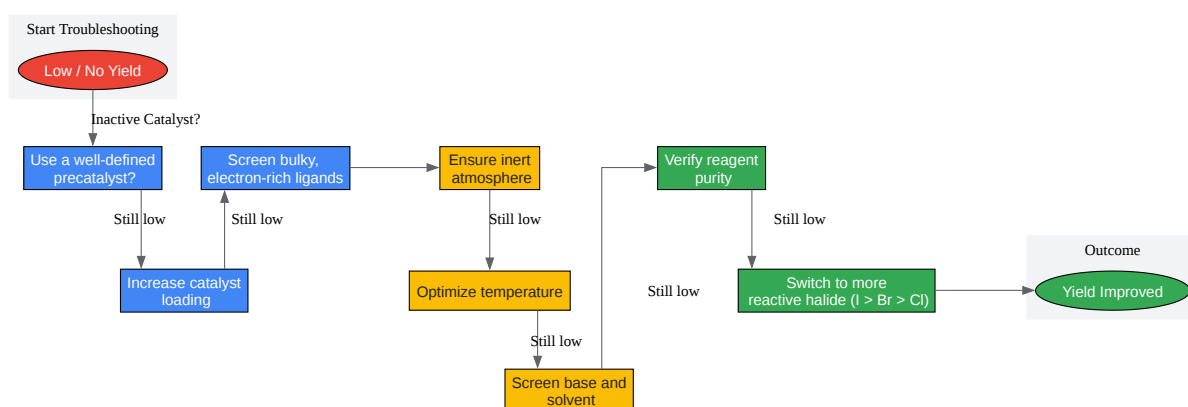 Start Troubleshooting
Low / No Yield
Inactive Catalyst?
Use a well-defined
precatalyst?
Still low
Increase catalyst
loading
Still low
Screen bulky,
electron-rich ligands
Ensure inert
atmosphere
Still low
Optimize temperature
Still low
Screen base and
solvent
Still low
Verify reagent
purity
Still low
Switch to more
reactive halide (I > Br > Cl)
Outcome
Yield Improved